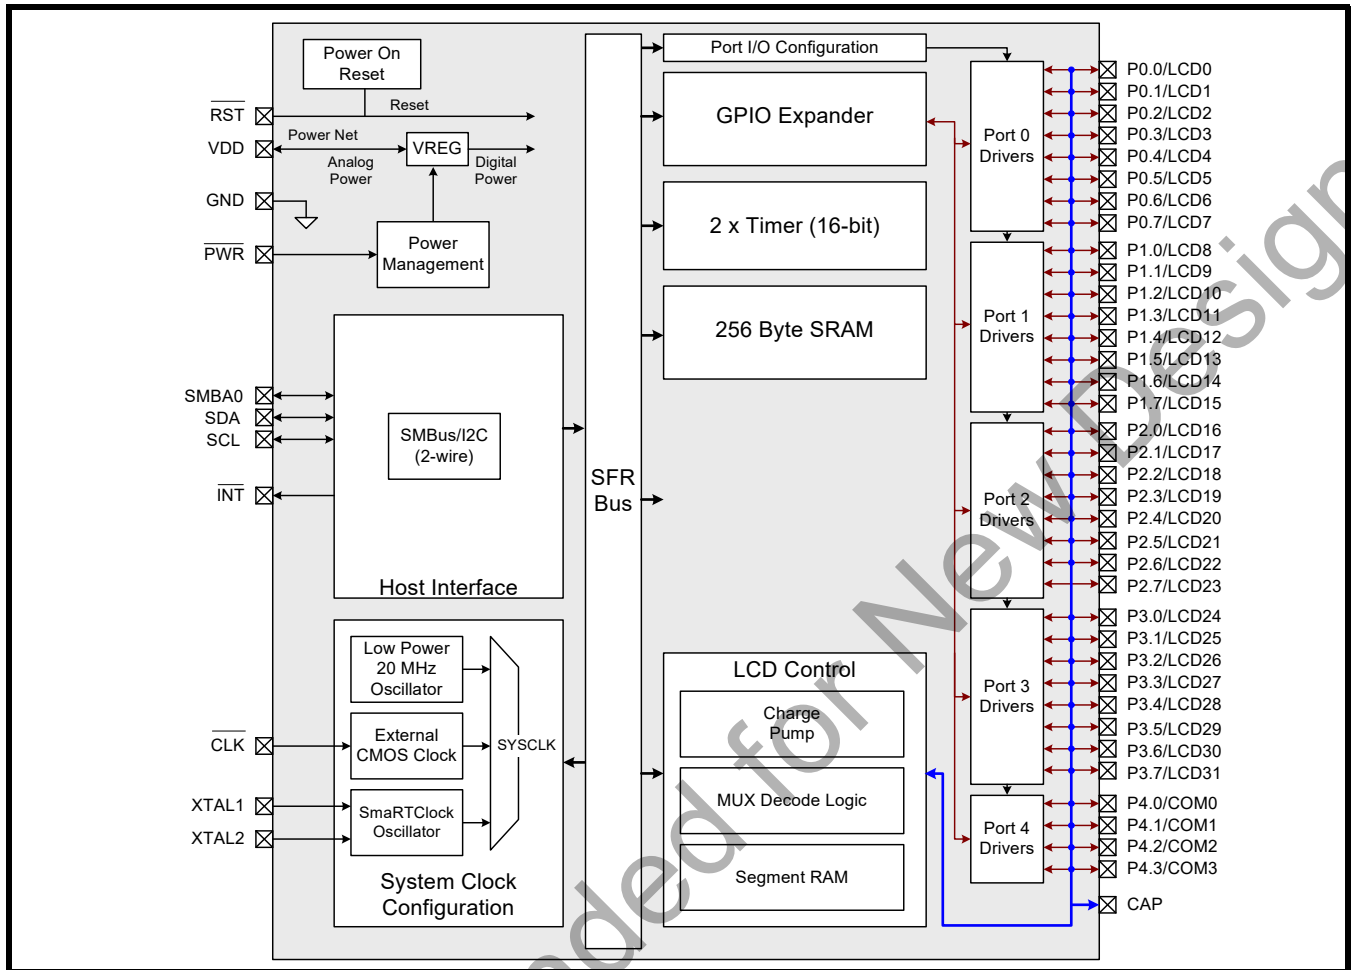 Power On
Reset
RST
Reset
VDD
Power Net
VREG
Analog
Power
Digital
Power
GND
PWR
Power
Management
SMBA0
SDA
SCL
INT
SMBus/I2C
(2-wire)
Host Interface
Low Power
20 MHz
Oscillator
CLK
External
CMOS Clock
SYSCLK
XTAL1
XTAL2
SmaRTClock
Oscillator
System Clock
Configuration
SFR
Bus
Port I/O Configuration
GPIO Expander
2 x Timer (16-bit)
256 Byte SRAM
LCD Control
Charge
Pump
MUX Decode Logic
Segment RAM
Port 0
Drivers
Port 1
Drivers
Port 2
Drivers
Port 3
Drivers
Port 4
Drivers
P0.0/LCD0
P0.1/LCD1
P0.2/LCD2
P0.3/LCD3
P0.4/LCD4
P0.5/LCD5
P0.6/LCD6
P0.7/LCD7
P1.0/LCD8
P1.1/LCD9
P1.2/LCD10
P1.3/LCD11
P1.4/LCD12
P1.5/LCD13
P1.6/LCD14
P1.7/LCD15
P2.0/LCD16
P2.1/LCD17
P2.2/LCD18
P2.3/LCD19
P2.4/LCD20
P2.5/LCD21
P2.6/LCD22
P2.7/LCD23
P3.0/LCD24
P3.1/LCD25
P3.2/LCD26
P3.3/LCD27
P3.4/LCD28
P3.5/LCD29
P3.6/LCD30
P3.7/LCD31
P4.0/COM0
P4.1/COM1
P4.2/COM2
P4.3/COM3
CAP
nded for New Design